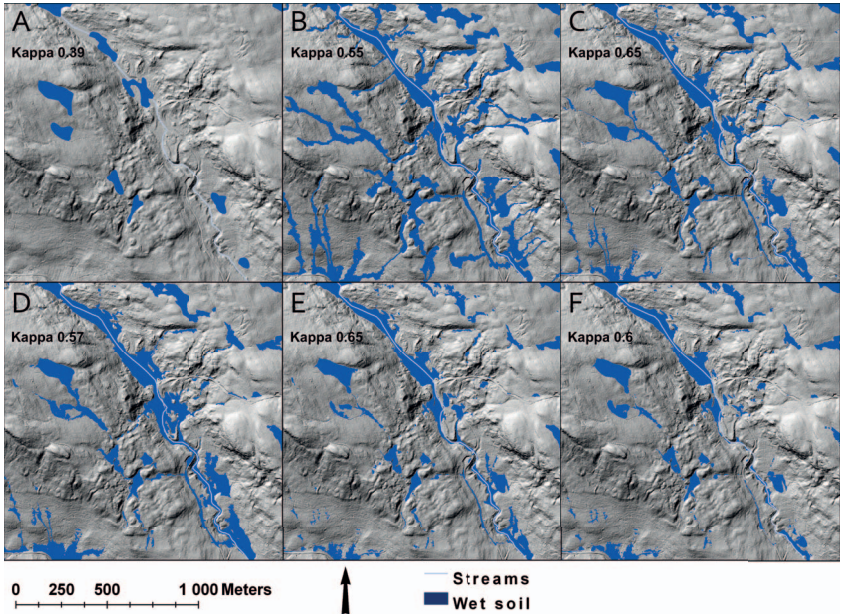 A
Kappa 0.39
B
Kappa 0.55
C
Kappa 0.65
D
Kappa 0.57
E
Kappa 0.65
F
Kappa 0.6
0 250 500 1 000 Meters
Streams
Wet soil